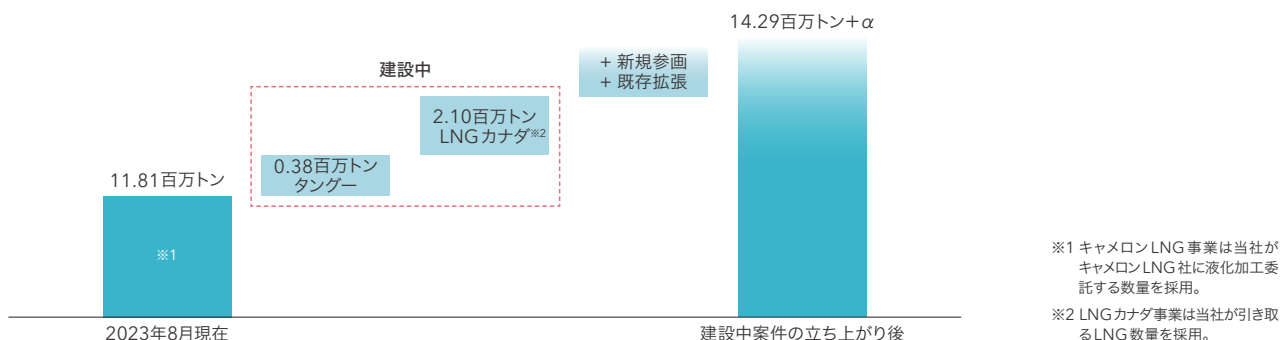 14.29百万トン+α
+ 新規参画
+ 既存拡張
建設中
2.10百万トン
LNGカナダ※2
0.38百万トン
タングー
11.81百万トン
※1
2023年8月現在
建設中案件の立ち上がり後
※1 キャメロンLNG事業は当社が
キャメロンLNG社に液化加工委
託する数量を採用。
※2 LNGカナダ事業は当社が引き取
るLNG数量を採用。